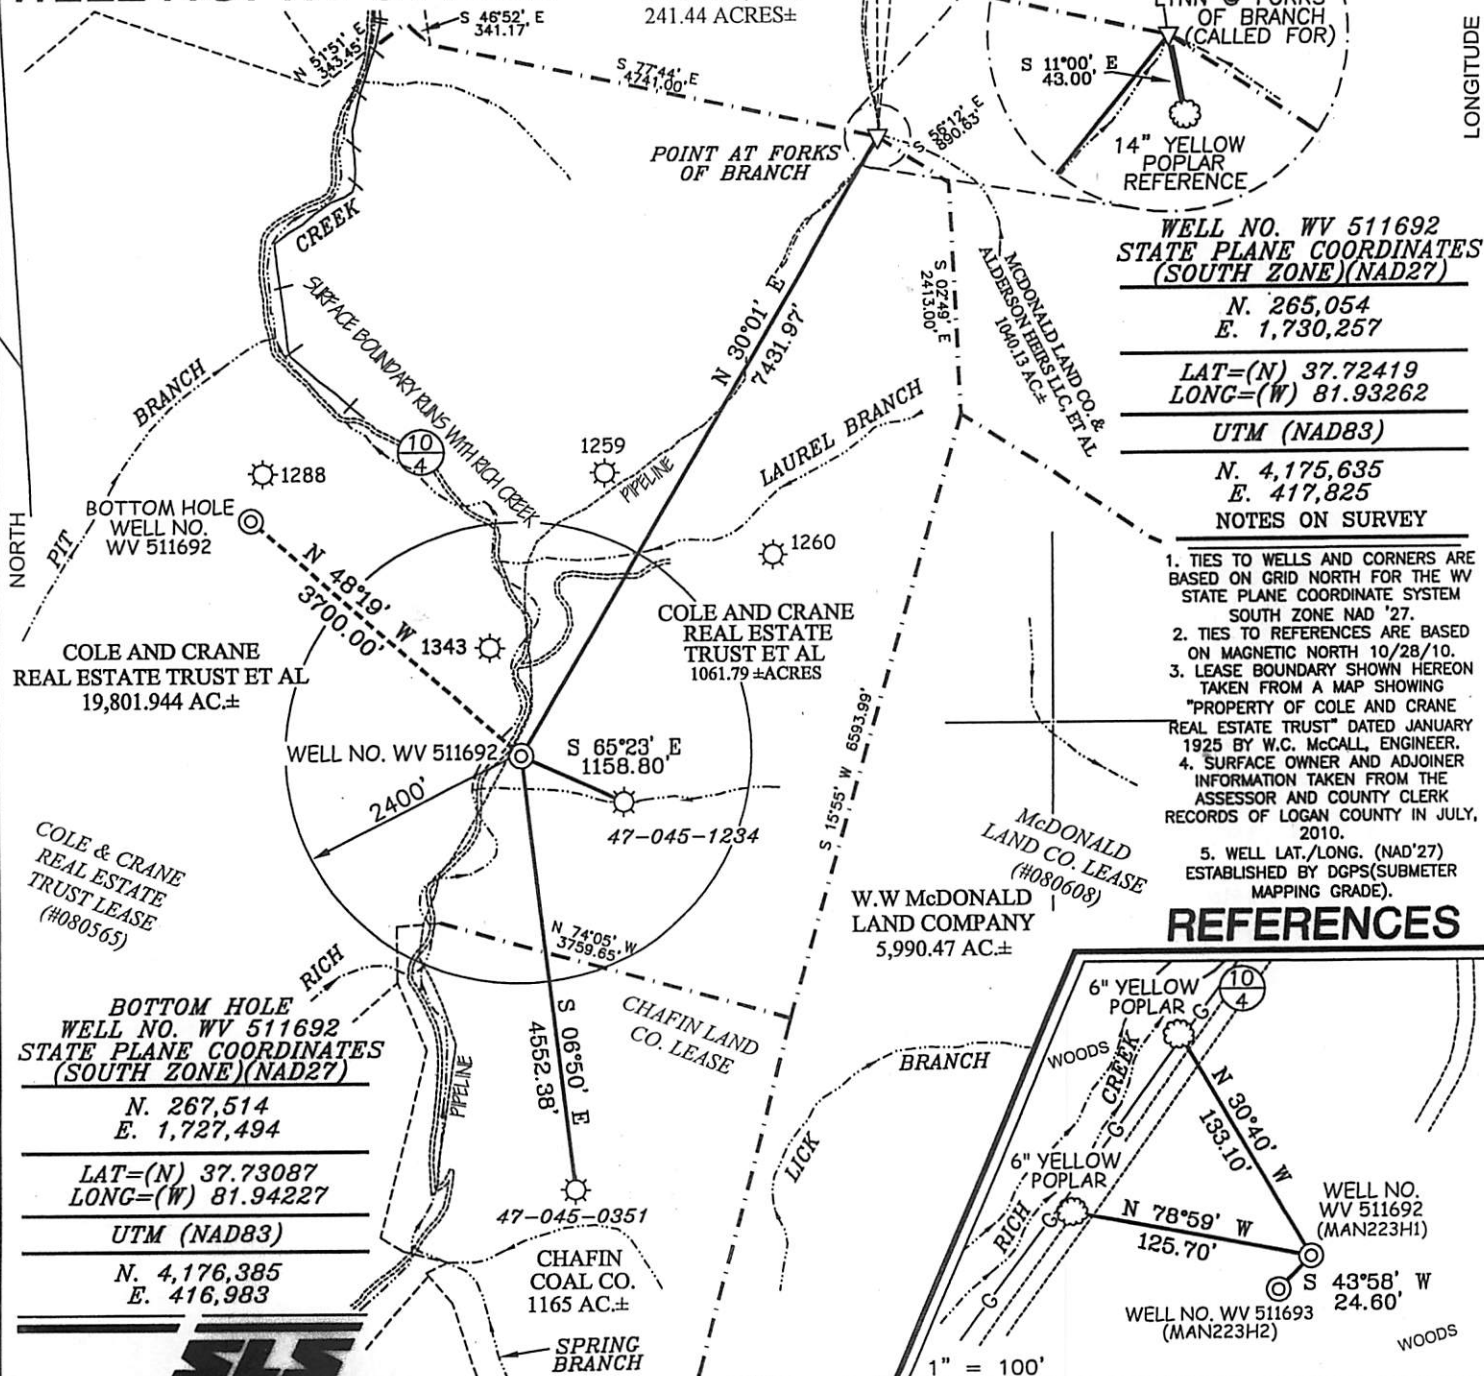 S 46°52' E
341.17'
241.44 ACRES±
N 51°51' E
343.45'
S 77°44' E
4741.00'
POINT AT FORKS
OF BRANCH
S 56°12' E
890.63'
OF BRANCH
(CALLED FOR)
S 11°00' E
43.00'
14" YELLOW
POPLAR
REFERENCE
LONGITUDE
CREEK
SURFACE BOUNDARY RUNS WITH RICH CREEK
N 30°01' E
7431.97'
S 02°49' E
2413.00'
MCDONALD LAND CO. &
ALDERSON HEIRS LLC, ET AL
1040.13 AC.±
WELL NO. WV 511692
STATE PLANE COORDINATES
(SOUTH ZONE)(NAD27)
N. 265,054
E. 1,730,257
LAT=(N) 37.72419
LONG=(W) 81.93262
UTM (NAD83)
N. 4,175,635
E. 417,825
NOTES ON SURVEY
1. TIES TO WELLS AND CORNERS ARE
BASED ON GRID NORTH FOR THE WV
STATE PLANE COORDINATE SYSTEM
SOUTH ZONE NAD '27.
2. TIES TO REFERENCES ARE BASED
ON MAGNETIC NORTH 10/28/10.
3. LEASE BOUNDARY SHOWN HEREON
TAKEN FROM A MAP SHOWING
"PROPERTY OF COLE AND CRANE
REAL ESTATE TRUST" DATED JANUARY
1925 BY W.C. McCALL, ENGINEER.
4. SURFACE OWNER AND ADJOINER
INFORMATION TAKEN FROM THE
ASSESSOR AND COUNTY CLERK
RECORDS OF LOGAN COUNTY IN JULY,
2010.
5. WELL LAT./LONG. (NAD'27)
ESTABLISHED BY DGPS(SUBMETER
MAPPING GRADE).
PIT BRANCH
10
4
1288
1259
PIPELINE
LAUREL BRANCH
1260
BOTTOM HOLE
WELL NO.
WV 511692
NORTH
N 48°19' W
3700.00'
1343
COLE AND CRANE
REAL ESTATE
TRUST ET AL
1061.79 ±ACRES
COLE AND CRANE
REAL ESTATE TRUST ET AL
19,801.944 AC.±
WELL NO. WV 511692
S 65°23' E
1158.80'
2400'
47-045-1234
S 15°55' W 6593.99'
McDONALD
LAND CO. LEASE
(#080608)
W.W McDONALD
LAND COMPANY
5,990.47 AC.±
COLE & CRANE
REAL ESTATE
TRUST LEASE
(#080565)
N 74°05' W
3759.65'
RICH
CHAFIN LAND
CO. LEASE
S 06°50' E
4552.38'
PIPELINE
BOTTOM HOLE
WELL NO. WV 511692
STATE PLANE COORDINATES
(SOUTH ZONE)(NAD27)
N. 267,514
E. 1,727,494
LAT=(N) 37.73087
LONG=(W) 81.94227
UTM (NAD83)
N. 4,176,385
E. 416,983
SLS
47-045-0351
CHAFIN
COAL CO.
1165 AC.±
SPRING
BRANCH
LICK BRANCH
REFERENCES
6" YELLOW
POPLAR
10
4
G
WOODS
RICH CREEK
G
N 30°40' W
133.10'
6" YELLOW
POPLAR
G
N 78°59' W
125.70'
WELL NO.
WV 511692
(MAN223H1)
S 43°58' W
24.60'
WELL NO. WV 511693
(MAN223H2)
G
WOODS
1" = 100'